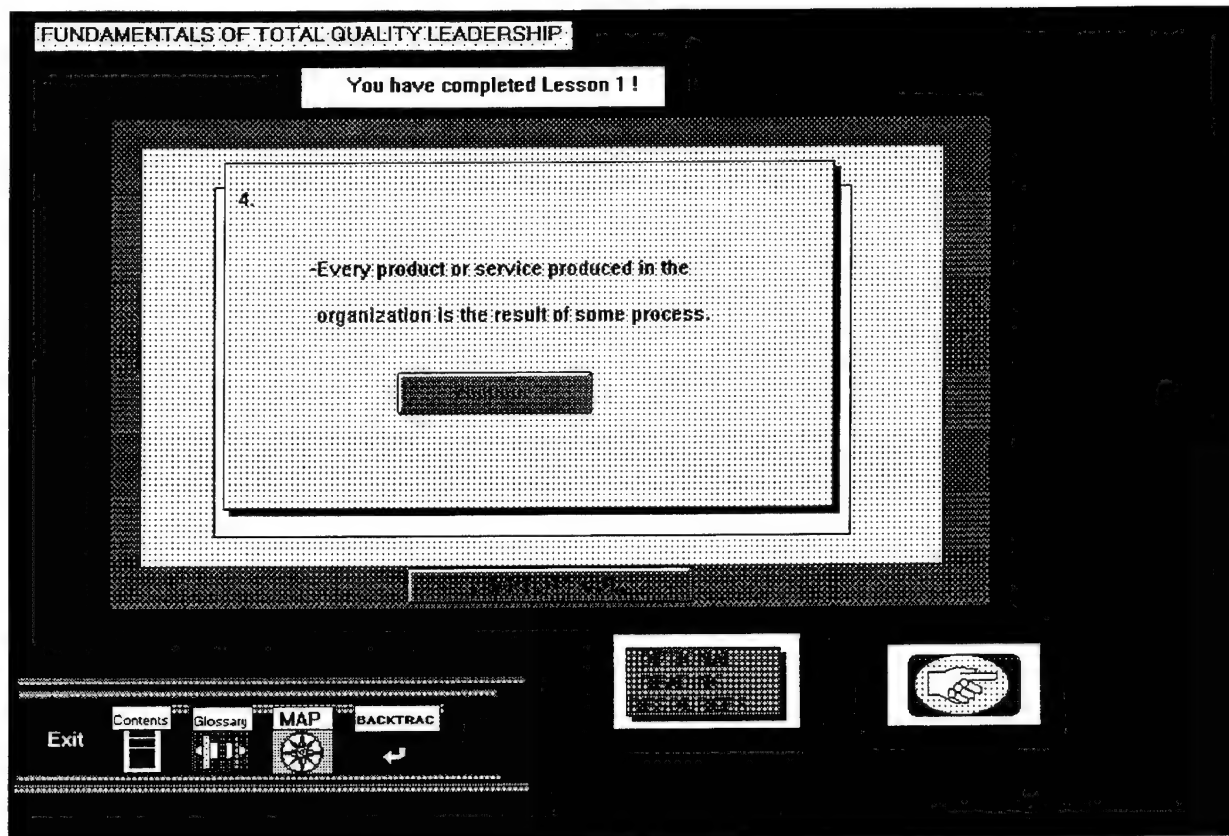 FUNDAMENTALS OF TOTAL QUALITY LEADERSHIP
You have completed Lesson 1 !
4.
-Every product or service produced in the
organization is the result of some process.
Contents
Glossary
MAP
BACKTRAC
Exit